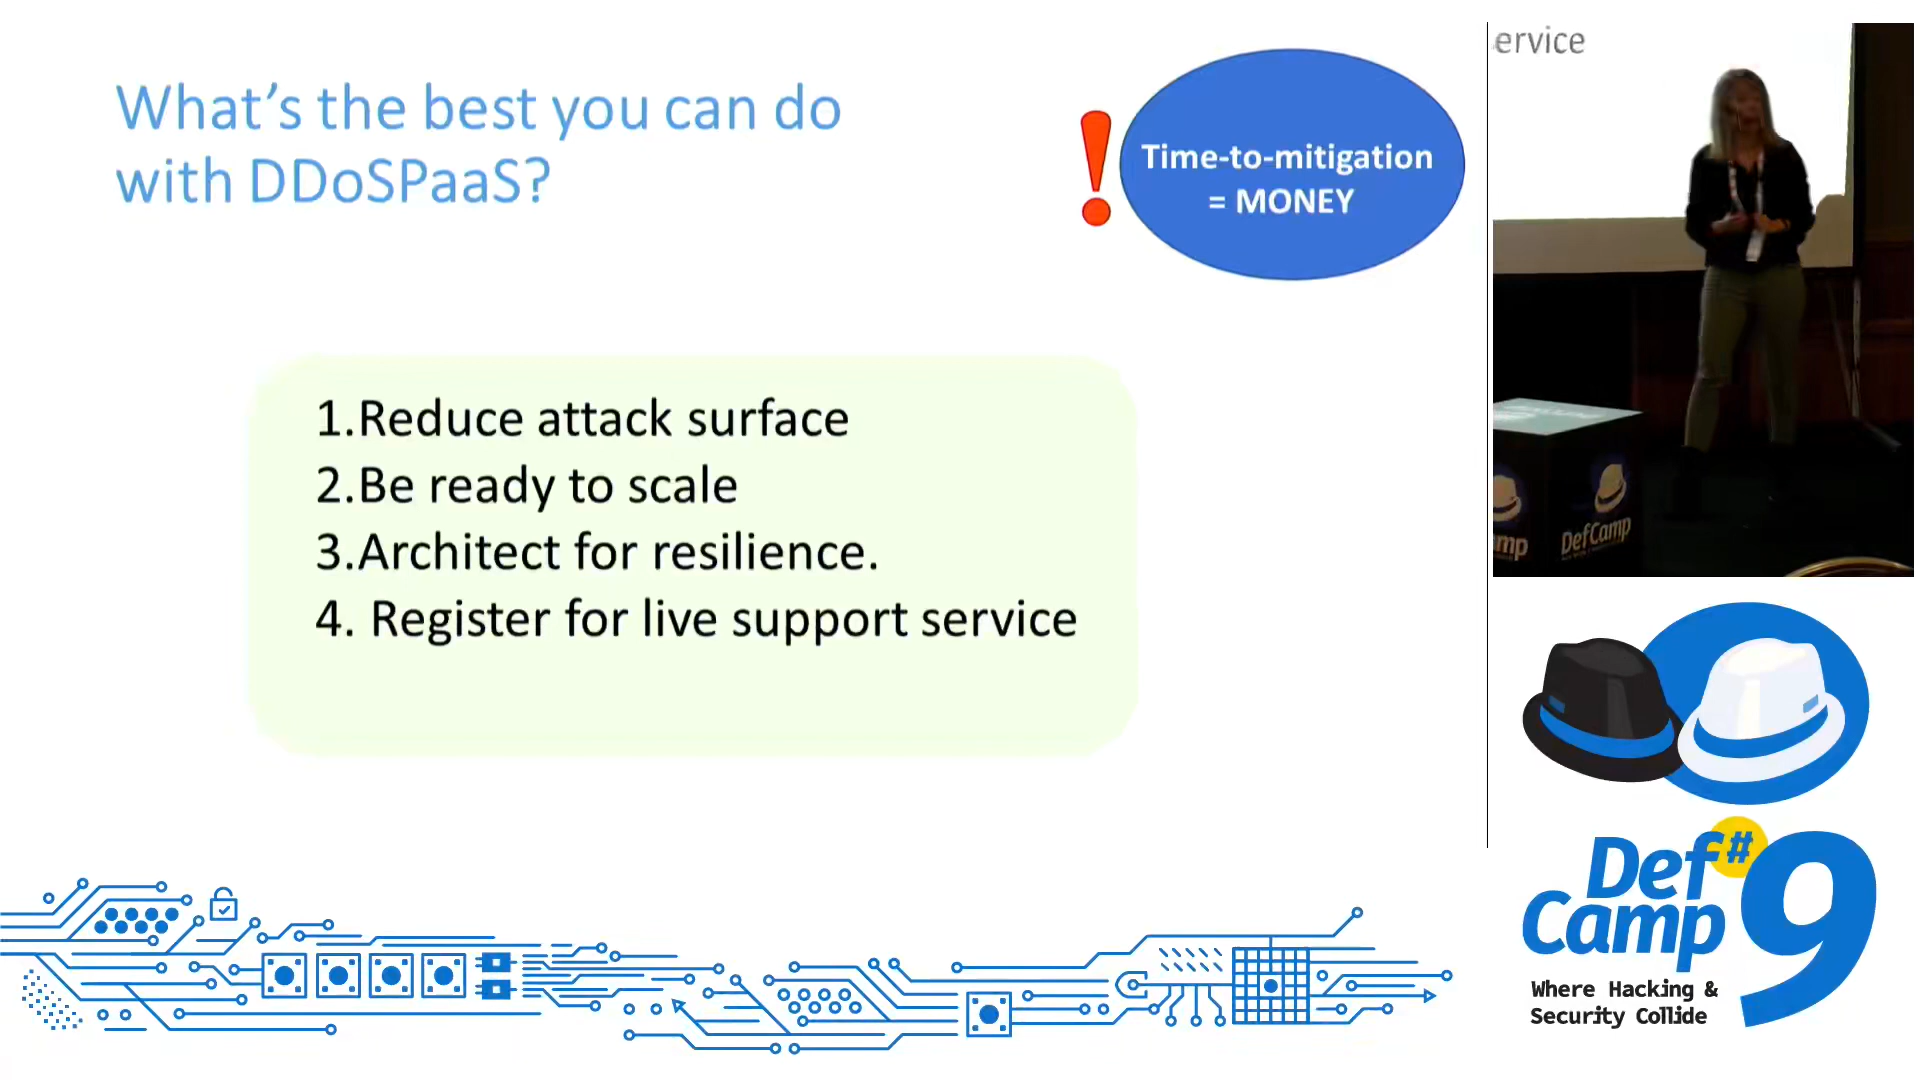 What's the best you can do
with DDoSPaaS?
Time-to-mitigation
= MONEY
1.Reduce attack surface
2.Be ready to scale
3.Architect for resilience.
4. Register for live support service
ervice
mp
DefCamp
Def#
Camp 9
Where Hacking &
Security Collide